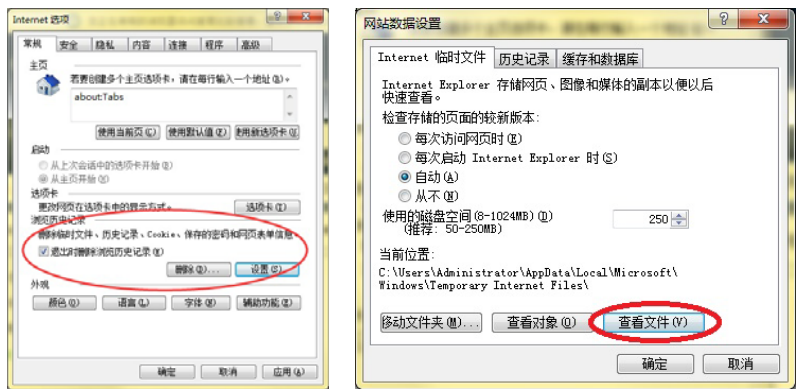 Internet 选项
常规 安全 隐私 内容 连接 程序 高级
主页
若要创建多个主页选项卡，请在每行输入一个地址(R)。
about:Tabs
使用当前页(C) 使用默认值(F) 使用新选项卡(U)
启动
从上次会话中的选项卡开始(B)
从主页开始(H)
选项卡
更改网页在选项卡中的显示方式。 选项卡(T)
浏览历史记录
删除临时文件、历史记录、Cookie、保存的密码和网页表单信息。
退出时删除浏览历史记录(W)
删除(D)... 设置(S)
外观
颜色(O) 语言(L) 字体(N) 辅助功能(E)
确定 取消 应用(A)
网站数据设置
Internet 临时文件 历史记录 缓存和数据库
Internet Explorer 存储网页、图像和媒体的副本以便以后
快速查看。
检查存储的页面的较新版本:
每次访问网页时(E)
每次启动 Internet Explorer 时(S)
自动(A)
从不(N)
使用的磁盘空间(8-1024MB)(D) 250
(推荐: 50-250MB)
当前位置:
C:\Users\Administrator\AppData\Local\Microsoft\
Windows\Temporary Internet Files\
移动文件夹(M)... 查看对象(O) 查看文件(V)
确定 取消